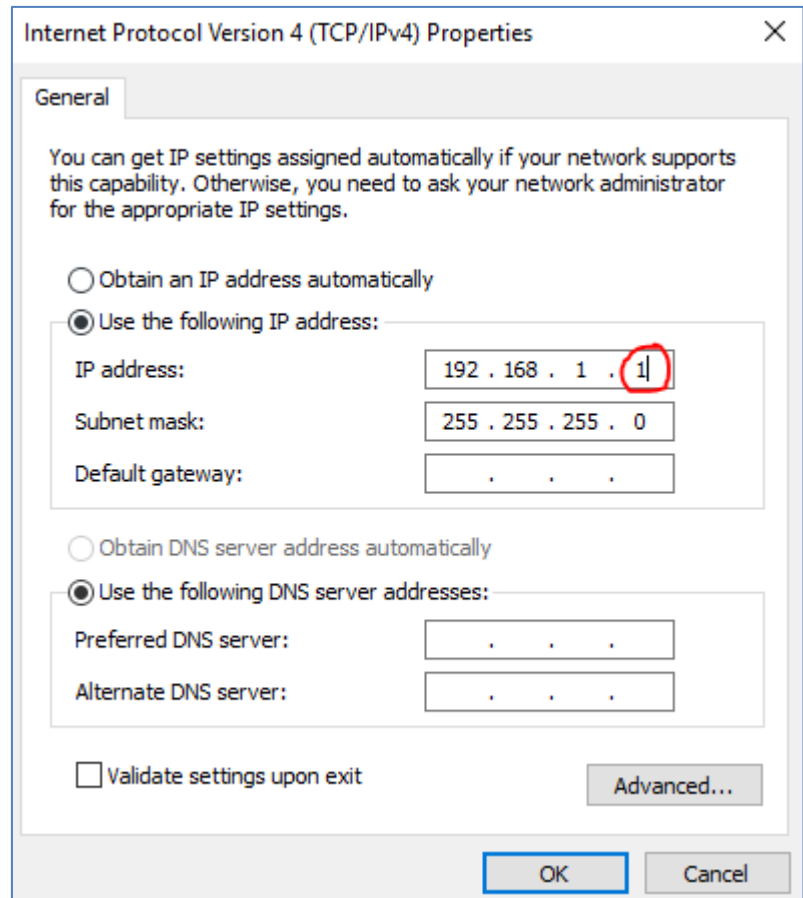 Internet Protocol Version 4 (TCP/IPv4) Properties
General
You can get IP settings assigned automatically if your network supports
this capability. Otherwise, you need to ask your network administrator
for the appropriate IP settings.
Obtain an IP address automatically
Use the following IP address:
IP address: 192 . 168 . 1 . 1
Subnet mask: 255 . 255 . 255 . 0
Default gateway: . . .
Obtain DNS server address automatically
Use the following DNS server addresses:
Preferred DNS server: . . .
Alternate DNS server: . . .
Validate settings upon exit
Advanced...
OK Cancel